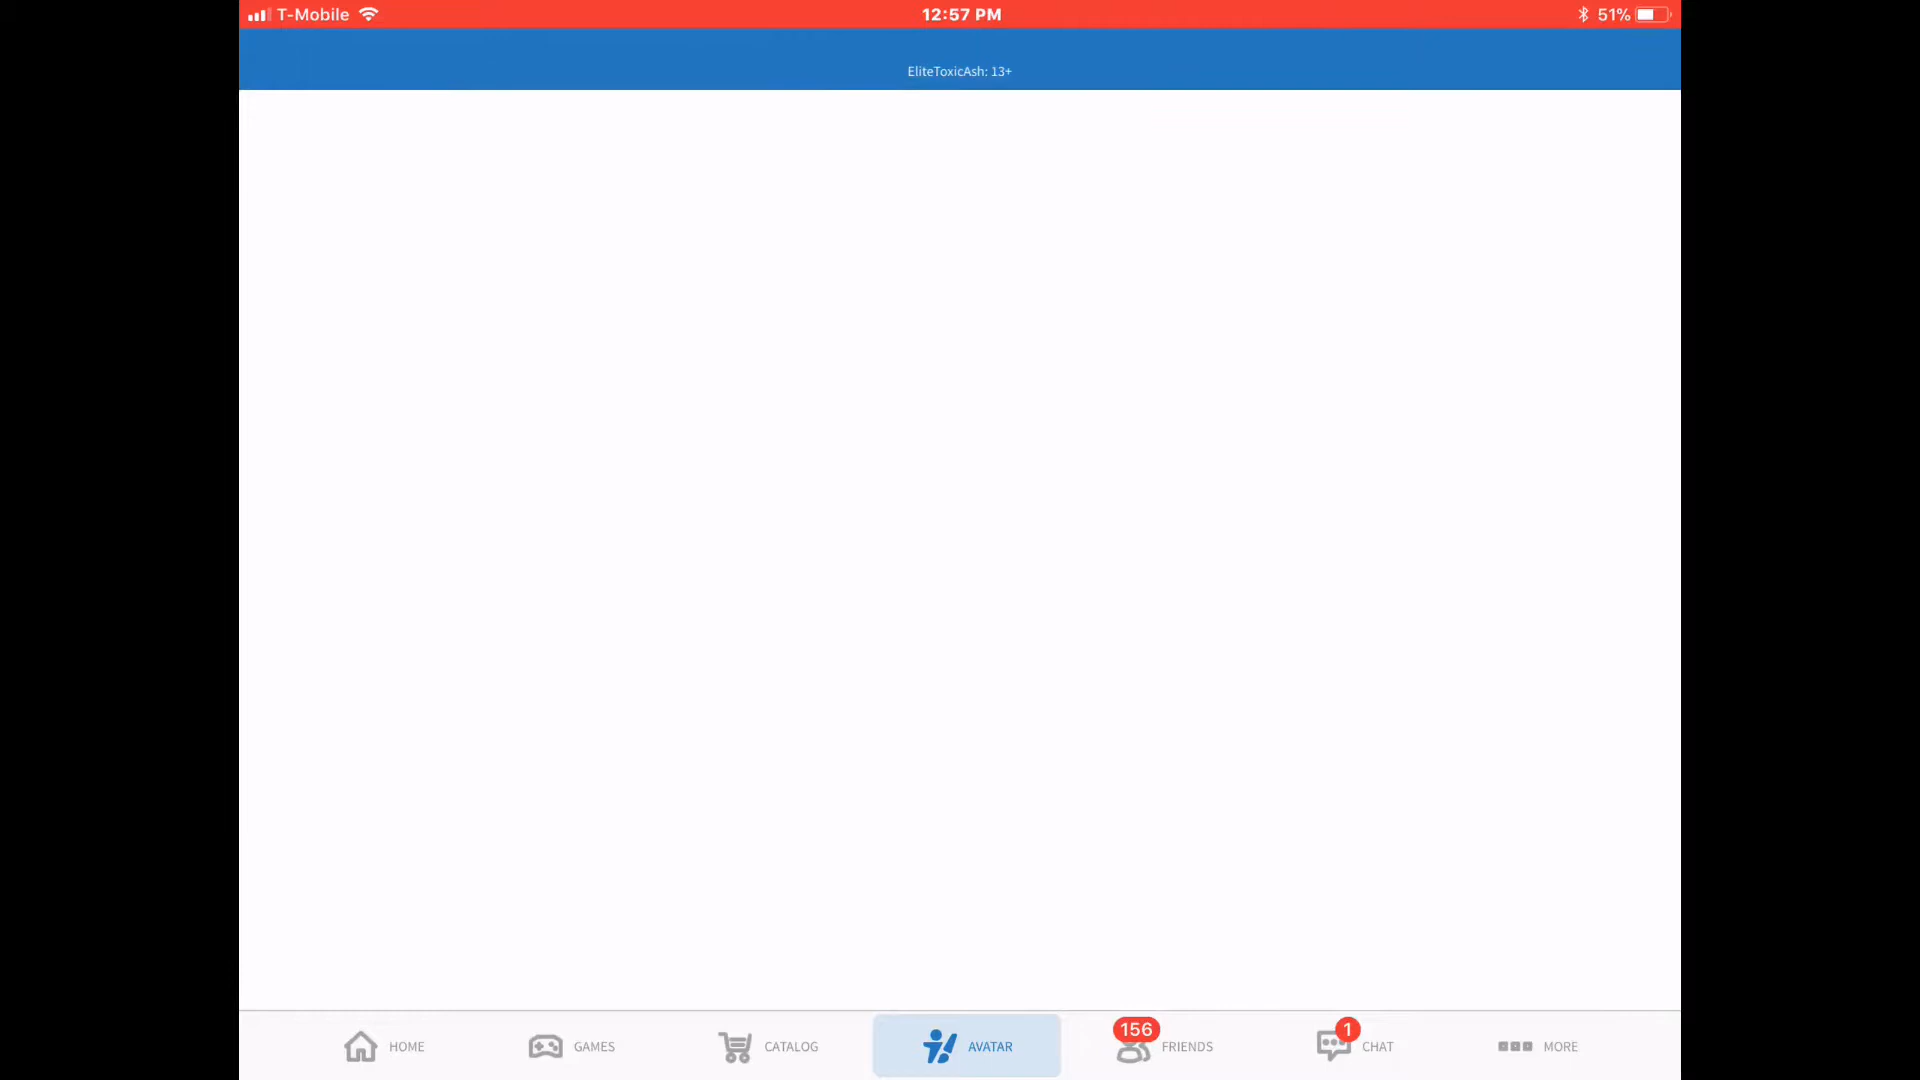 T-Mobile 12:57 PM 51%
EliteToxicAsh: 13+
156 1
HOME GAMES CATALOG AVATAR FRIENDS CHAT MORE